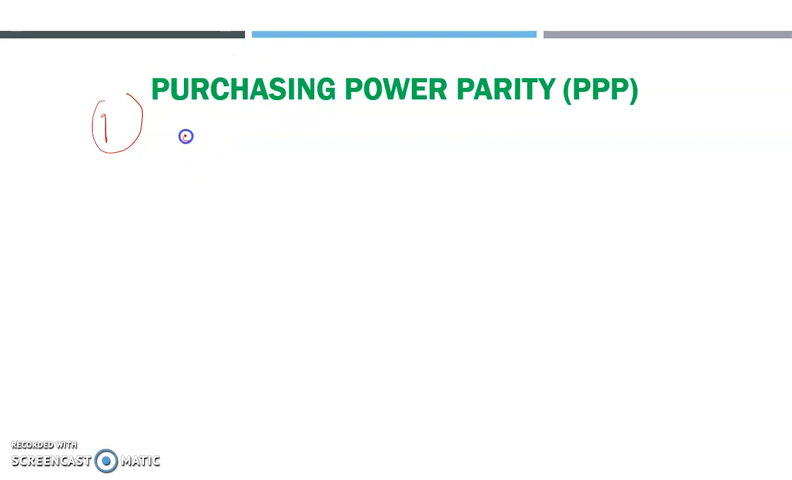 PURCHASING POWER PARITY (PPP)
1
RECORDED WITH
SCREENCAST MATIC